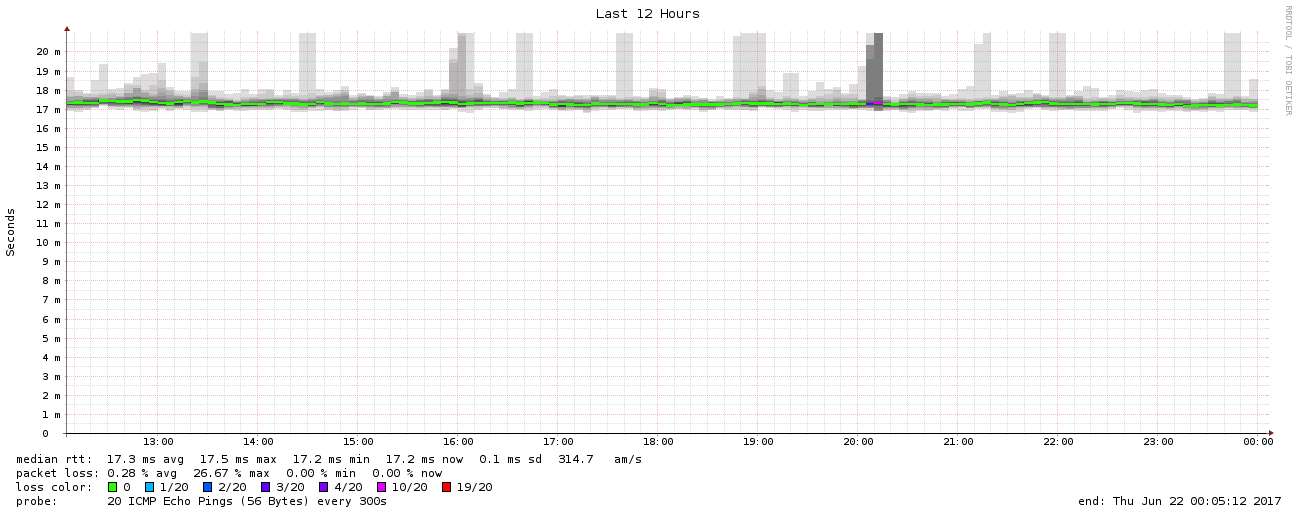 Last 12 Hours
RRDTOOL / TOBI OETIKER
Seconds
20 m
19 m
18 m
17 m
16 m
15 m
14 m
13 m
12 m
11 m
10 m
9 m
8 m
7 m
6 m
5 m
4 m
3 m
2 m
1 m
0
13:00 14:00 15:00 16:00 17:00 18:00 19:00 20:00 21:00 22:00 23:00 00:00
median rtt: 17.3 ms avg 17.5 ms max 17.2 ms min 17.2 ms now 0.1 ms sd 314.7 am/s
packet loss: 0.28 % avg 26.67 % max 0.00 % min 0.00 % now
loss color: 0 1/20 2/20 3/20 4/20 10/20 19/20
probe: 20 ICMP Echo Pings (56 Bytes) every 300s end: Thu Jun 22 00:05:12 2017